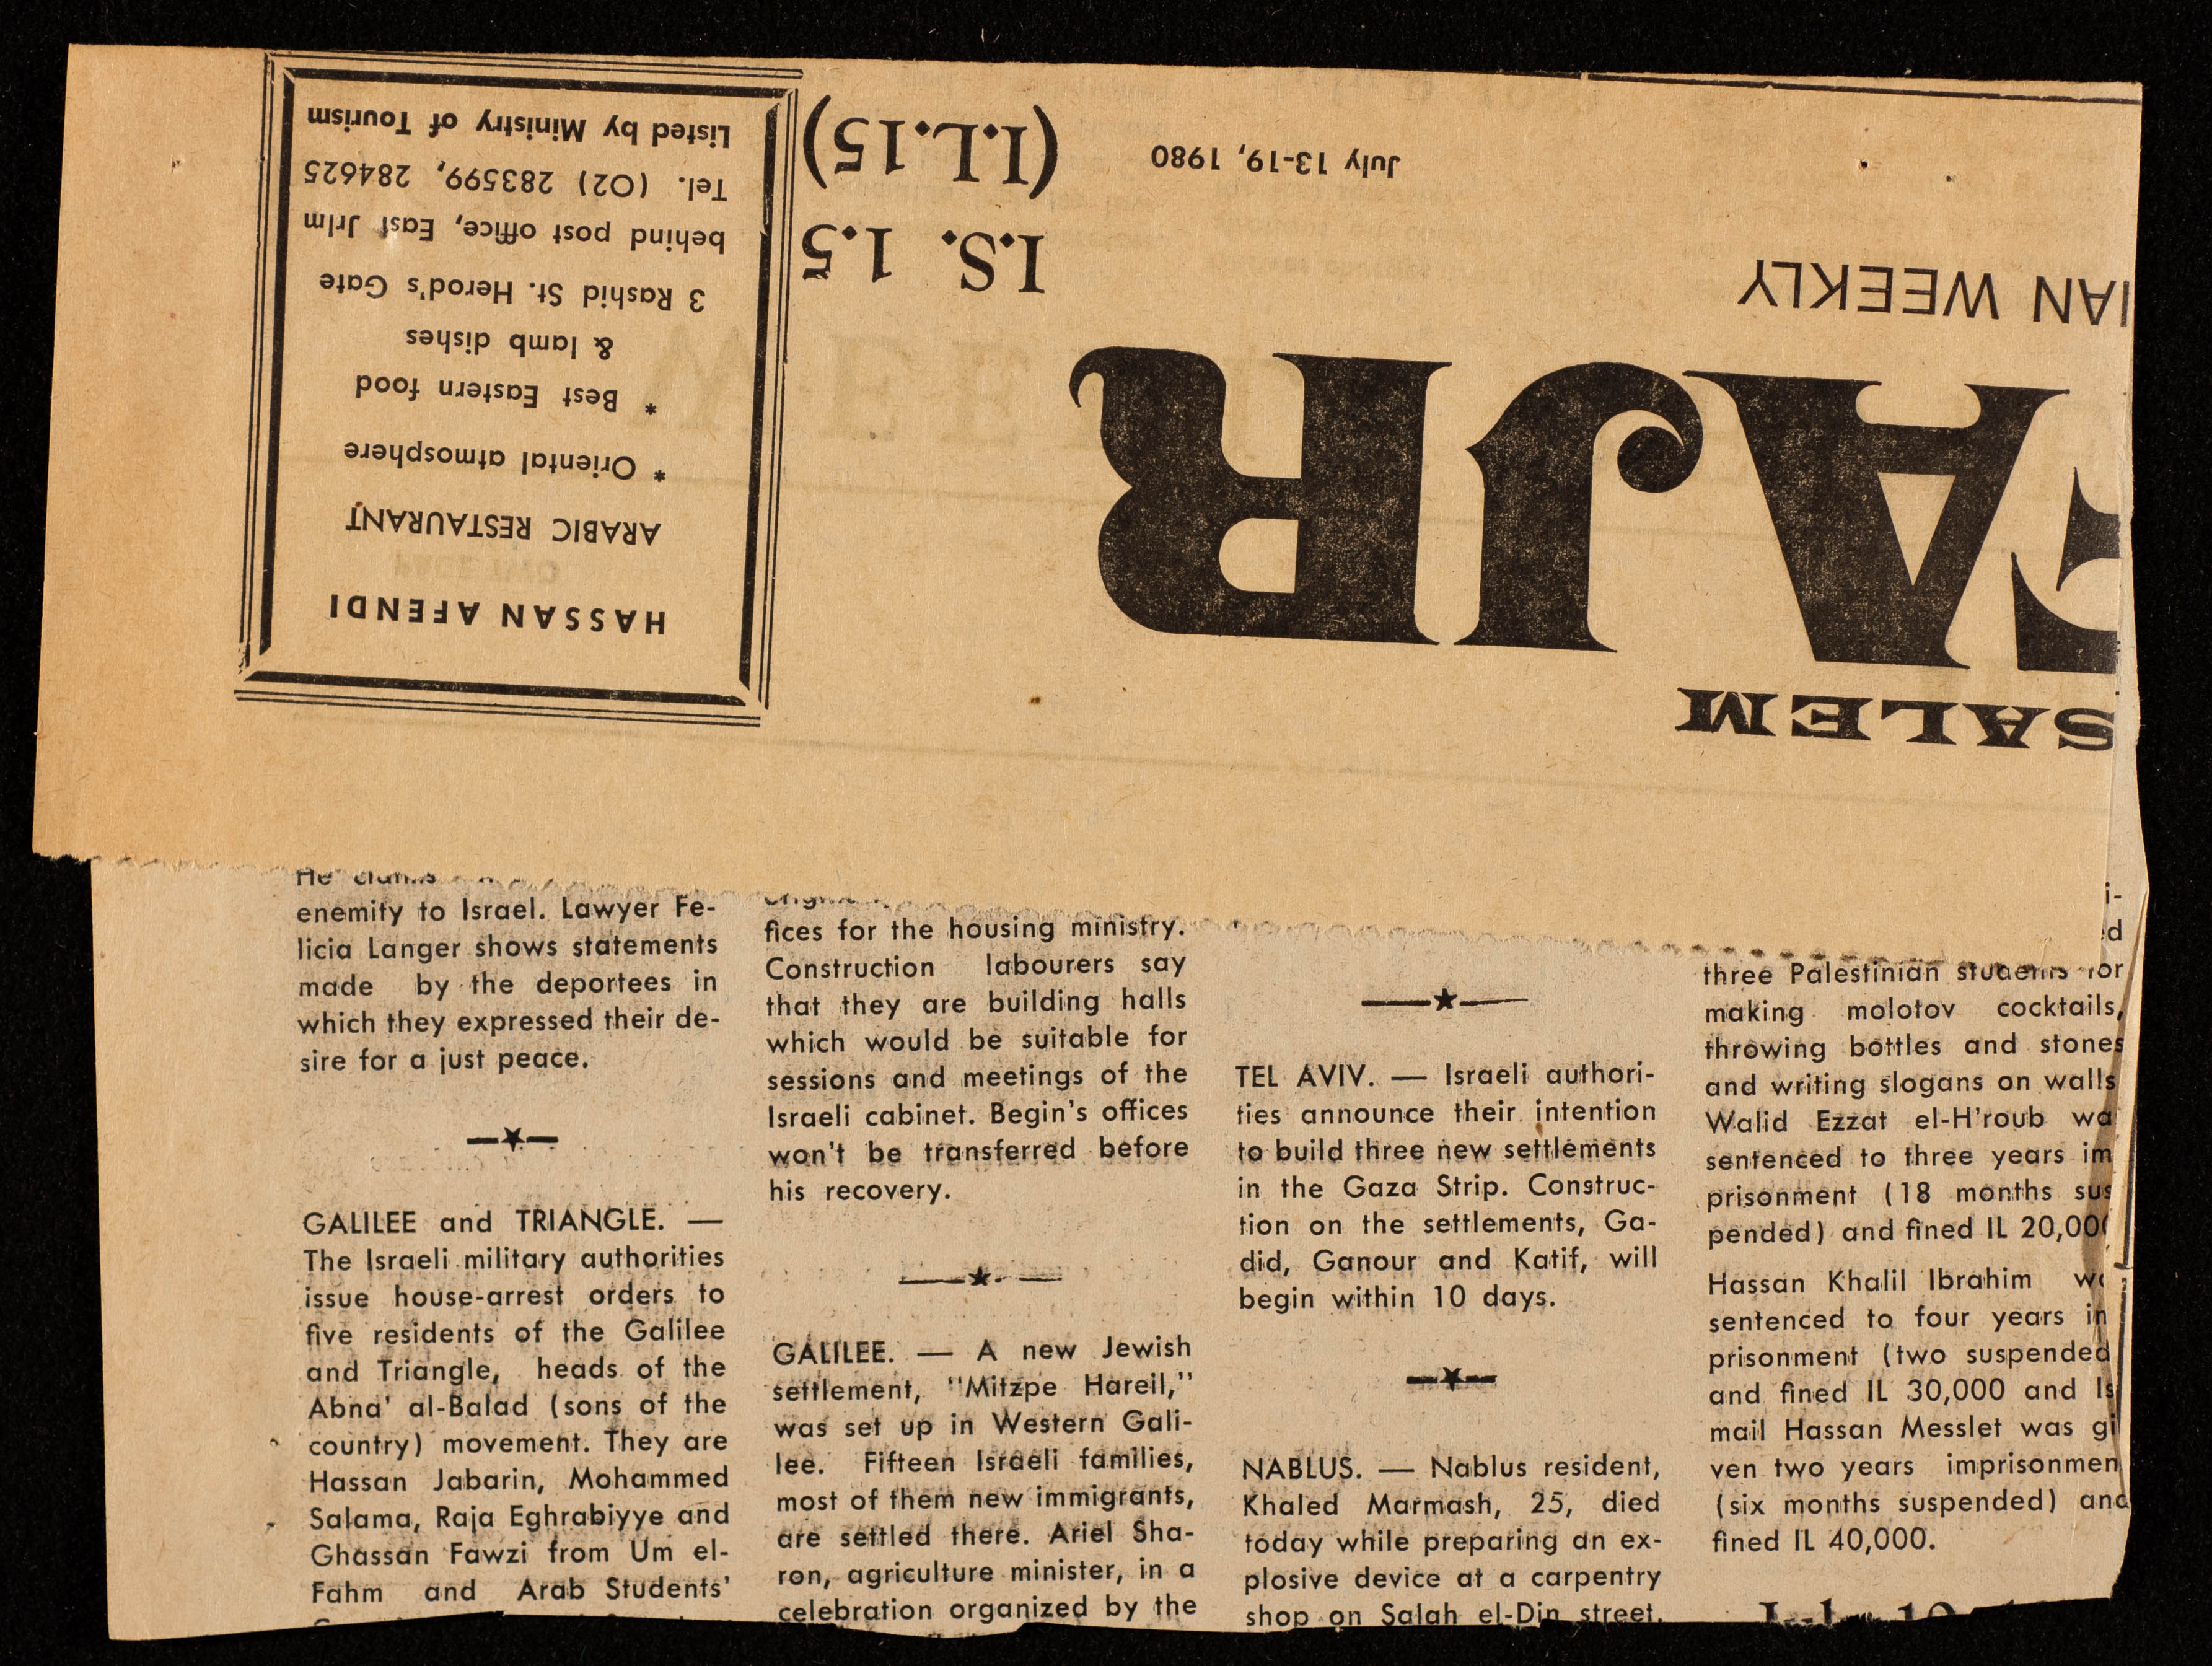 SALEM
FAJR
IAN WEEKLY
July 13-19, 1980
I.S. 1.5
(I.L.15)
HASSAN AFENDI
ARABIC RESTAURANT
* Oriental atmosphere
* Best Eastern food
& lamb dishes
3 Rashid St. Herod's Gate
behind post office, East Jrlm
Tel. (02) 283599, 284625
Listed by Ministry of Tourism
He claims
enemity to Israel. Lawyer Fe-
licia Langer shows statements
made by the deportees in
which they expressed their de-
sire for a just peace.
GALILEE and TRIANGLE. —
The Israeli military authorities
issue house-arrest orders to
five residents of the Galilee
and Triangle, heads of the
Abna' al-Balad (sons of the
country) movement. They are
Hassan Jabarin, Mohammed
Salama, Raja Eghrabiyye and
Ghassan Fawzi from Um el-
Fahm and Arab Students'
fices for the housing ministry.
Construction labourers say
that they are building halls
which would be suitable for
sessions and meetings of the
Israeli cabinet. Begin's offices
won't be transferred before
his recovery.
GALILEE. — A new Jewish
settlement, "Mitzpe Hareil,"
was set up in Western Gali-
lee. Fifteen Israeli families,
most of them new immigrants,
are settled there. Ariel Sha-
ron, agriculture minister, in a
celebration organized by the
TEL AVIV. — Israeli authori-
ties announce their intention
to build three new settlements
in the Gaza Strip. Construc-
tion on the settlements, Ga-
did, Ganour and Katif, will
begin within 10 days.
NABLUS. — Nablus resident,
Khaled Marmash, 25, died
today while preparing an ex-
plosive device at a carpentry
shop on Salah el-Din street.
i-
d
three Palestinian students for
making molotov cocktails,
throwing bottles and stones
and writing slogans on walls
Walid Ezzat el-H'roub wa
sentenced to three years im
prisonment (18 months sus
pended) and fined IL 20,000
Hassan Khalil Ibrahim wa
sentenced to four years im
prisonment (two suspended
and fined IL 30,000 and Is
mail Hassan Messlet was gi
ven two years imprisonmen
(six months suspended) and
fined IL 40,000.